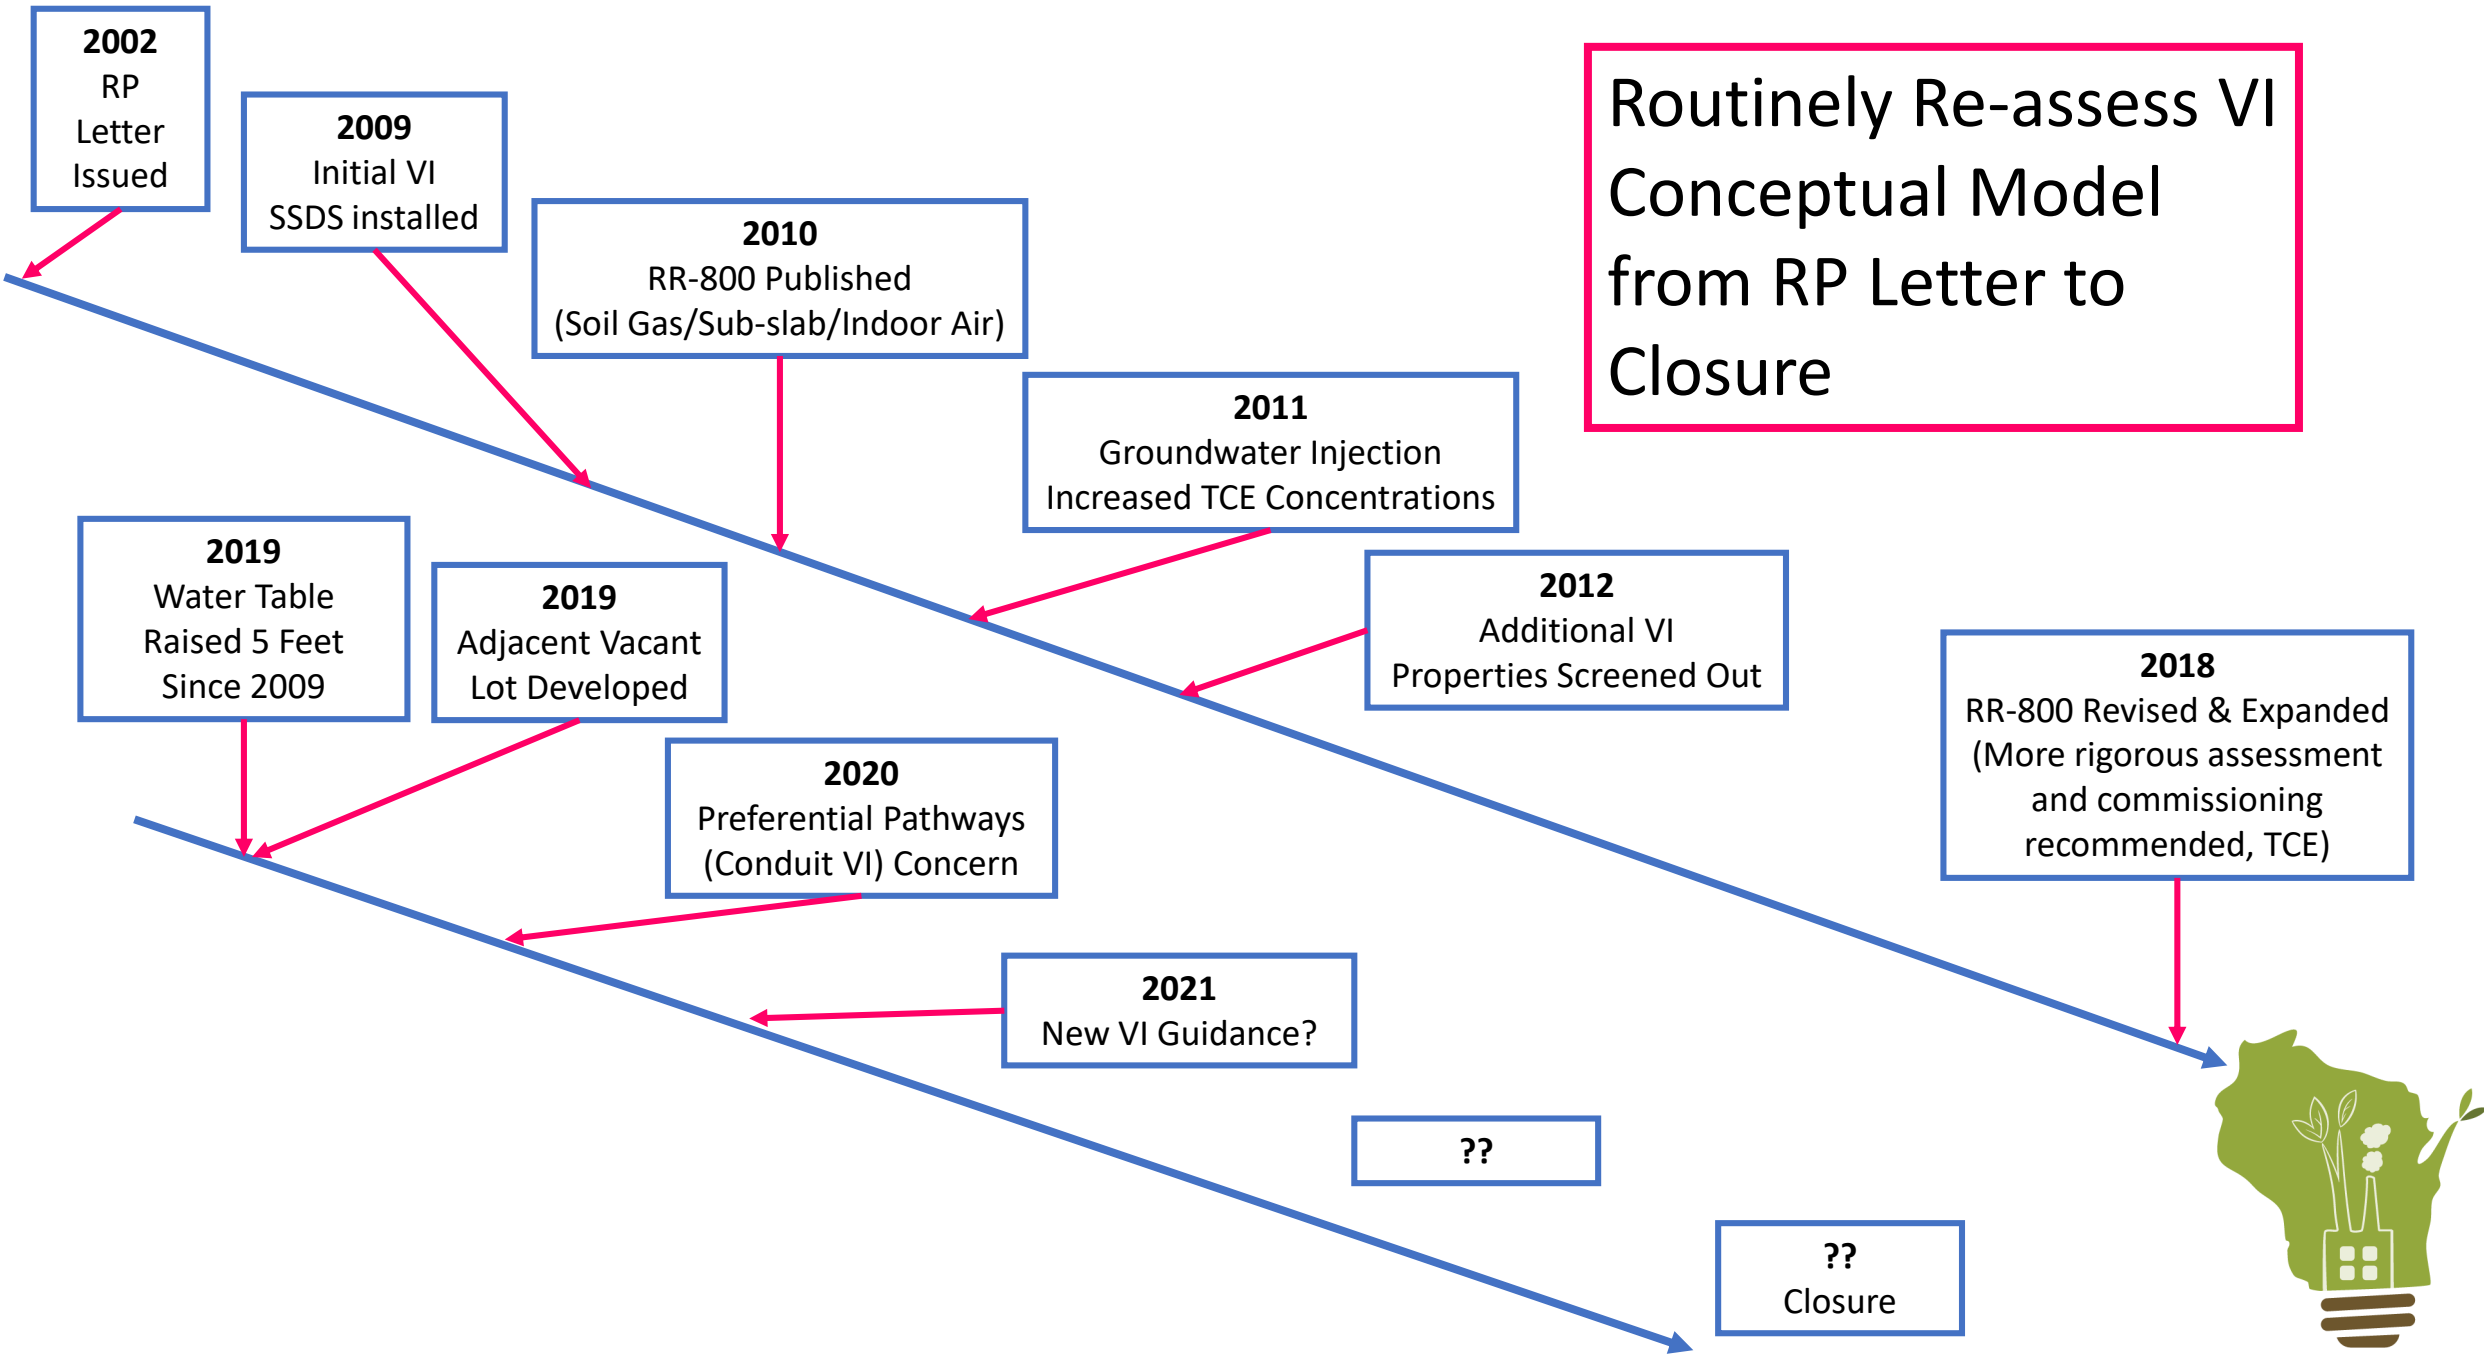 2002
RP
Letter
Issued
2009
Initial VI
SSDS installed
2010
RR-800 Published
(Soil Gas/Sub-slab/Indoor Air)
Routinely Re-assess VI
Conceptual Model
from RP Letter to
Closure
2011
Groundwater Injection
Increased TCE Concentrations
2012
Additional VI
Properties Screened Out
2018
RR-800 Revised & Expanded
(More rigorous assessment
and commissioning
recommended, TCE)
2019
Water Table
Raised 5 Feet
Since 2009
2019
Adjacent Vacant
Lot Developed
2020
Preferential Pathways
(Conduit VI) Concern
2021
New VI Guidance?
??
??
Closure